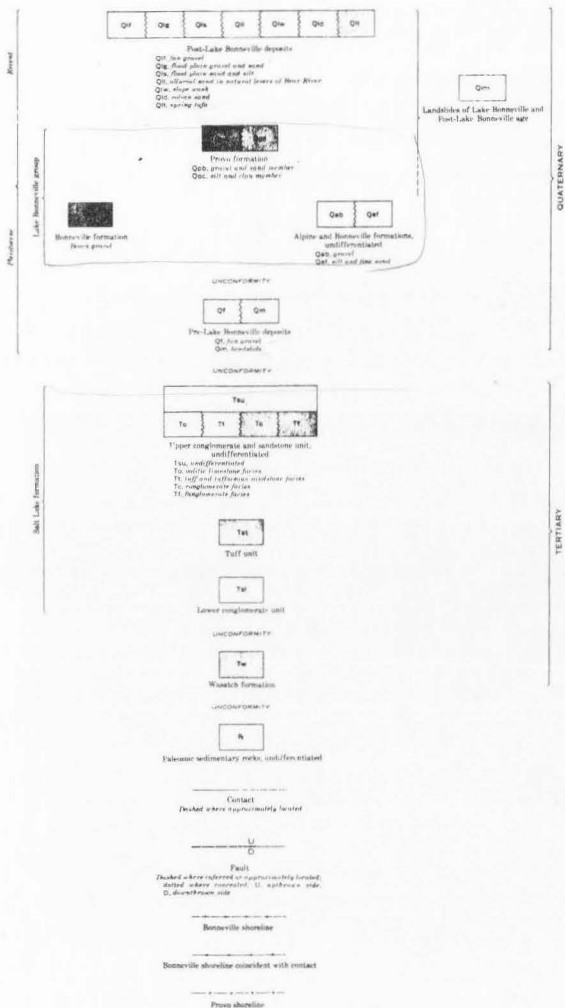 Qlf Qlg Qls Qll Qlw Qld Qlt
Post-Lake Bonneville deposits
Qlf, fan gravel
Qlg, flood plain gravel and sand
Qls, flood plain sand and silt
Qll, alluvial sand in natural levees of Bear River
Qlw, slope wash
Qld, eolian sand
Qlt, spring tufa
Recent
Qlm
Landslides of Lake Bonneville and
Post-Lake Bonneville age
Provo formation
Qpb, gravel and sand member
silt and clay member
Lake Bonneville group
Pleistocene
QUATERNARY
Bonneville formation
Beach gravel
Qab Qaf
Alpine and Bonneville formations,
undifferentiated
Qab, gravel
Qaf, silt and fine sand
UNCONFORMITY
Qf Qm
Pre-Lake Bonneville deposits
Qf, fan gravel
Qm, landslide
UNCONFORMITY
Tsu
To Tt Tc Tf
Upper conglomerate and sandstone unit,
undifferentiated
Tsu, undifferentiated
To, oolitic limestone facies
Tt, tuff and tuffaceous sandstone facies
Tc, conglomerate facies
Tf, fanglomerate facies
Salt Lake formation
TERTIARY
Tst
Tuff unit
Tsl
Lower conglomerate unit
UNCONFORMITY
Tw
Wasatch formation
UNCONFORMITY
Paleozoic sedimentary rocks, undifferentiated
Contact
Dashed where approximately located
U
D
Fault
Dashed where inferred or approximately located;
dotted where concealed. U, upthrown side,
D, downthrown side
Bonneville shoreline
Bonneville shoreline coincident with contact
Provo shoreline